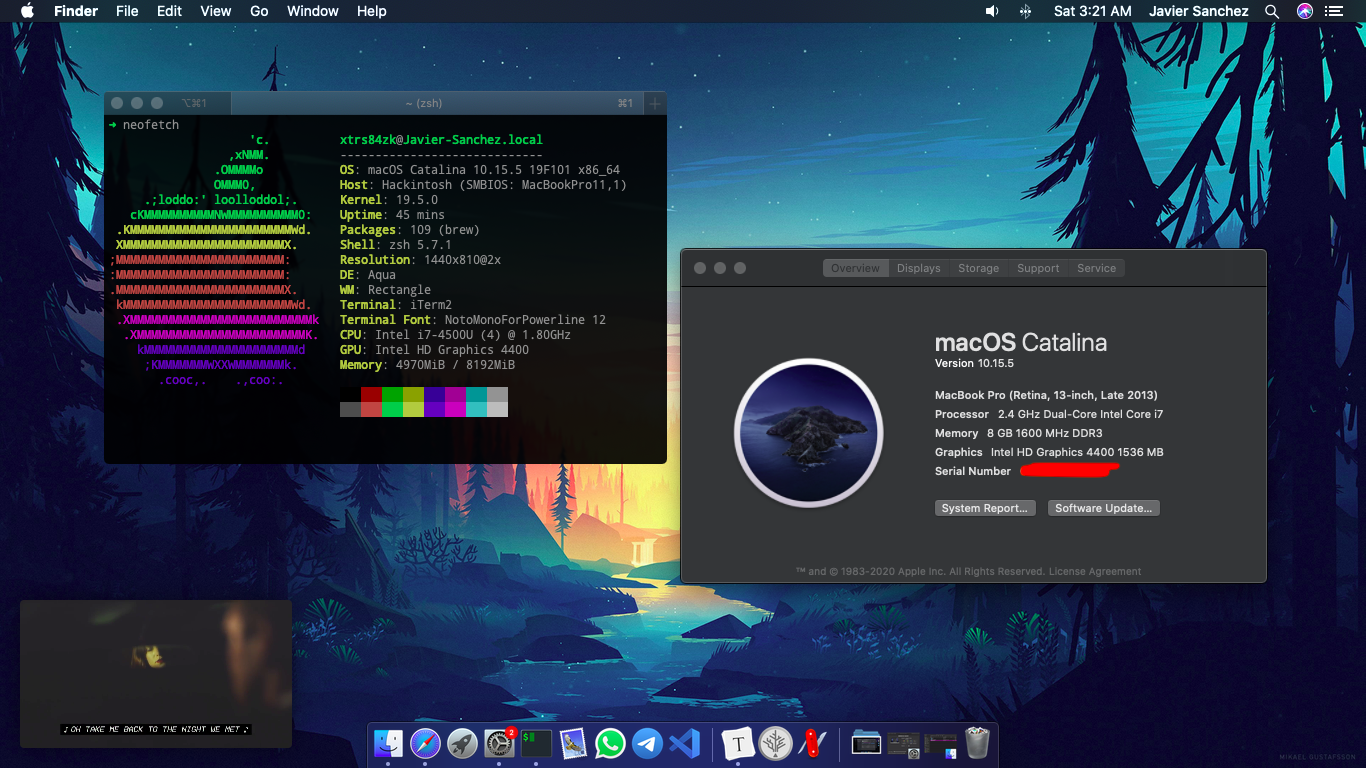 Finder File Edit View Go Window Help Sat 3:21 AM Javier Sanchez
⌥⌘1 ~ (zsh) ⌘1 +
➜ neofetch
'c.
,xNMM.
.OMMMMo
OMMM0,
.;loddo:' loolloddol;.
cKMMMMMMMMMMNWMMMMMMMMMM0:
.KMMMMMMMMMMMMMMMMMMMMMMMWd.
XMMMMMMMMMMMMMMMMMMMMMMMX.
;MMMMMMMMMMMMMMMMMMMMMMMM:
:MMMMMMMMMMMMMMMMMMMMMMMM:
.MMMMMMMMMMMMMMMMMMMMMMMMX.
kMMMMMMMMMMMMMMMMMMMMMMMMWd.
.XMMMMMMMMMMMMMMMMMMMMMMMMMMk
.XMMMMMMMMMMMMMMMMMMMMMMMMK.
kMMMMMMMMMMMMMMMMMMMMMMd
;KMMMMMMMWXXWMMMMMMMk.
.cooc,. .,coo:.
xtrs84zk@Javier-Sanchez.local
-----------------------------
OS: macOS Catalina 10.15.5 19F101 x86_64
Host: Hackintosh (SMBIOS: MacBookPro11,1)
Kernel: 19.5.0
Uptime: 45 mins
Packages: 109 (brew)
Shell: zsh 5.7.1
Resolution: 1440x810@2x
DE: Aqua
WM: Rectangle
Terminal: iTerm2
Terminal Font: NotoMonoForPowerline 12
CPU: Intel i7-4500U (4) @ 1.80GHz
GPU: Intel HD Graphics 4400
Memory: 4970MiB / 8192MiB
Overview Displays Storage Support Service
macOS Catalina
Version 10.15.5
MacBook Pro (Retina, 13-inch, Late 2013)
Processor 2.4 GHz Dual-Core Intel Core i7
Memory 8 GB 1600 MHz DDR3
Graphics Intel HD Graphics 4400 1536 MB
Serial Number
System Report... Software Update...
™ and © 1983-2020 Apple Inc. All Rights Reserved. License Agreement
♪ OH TAKE ME BACK TO THE NIGHT WE MET ♪
2
$
T
MIKAEL GUSTAFSSON